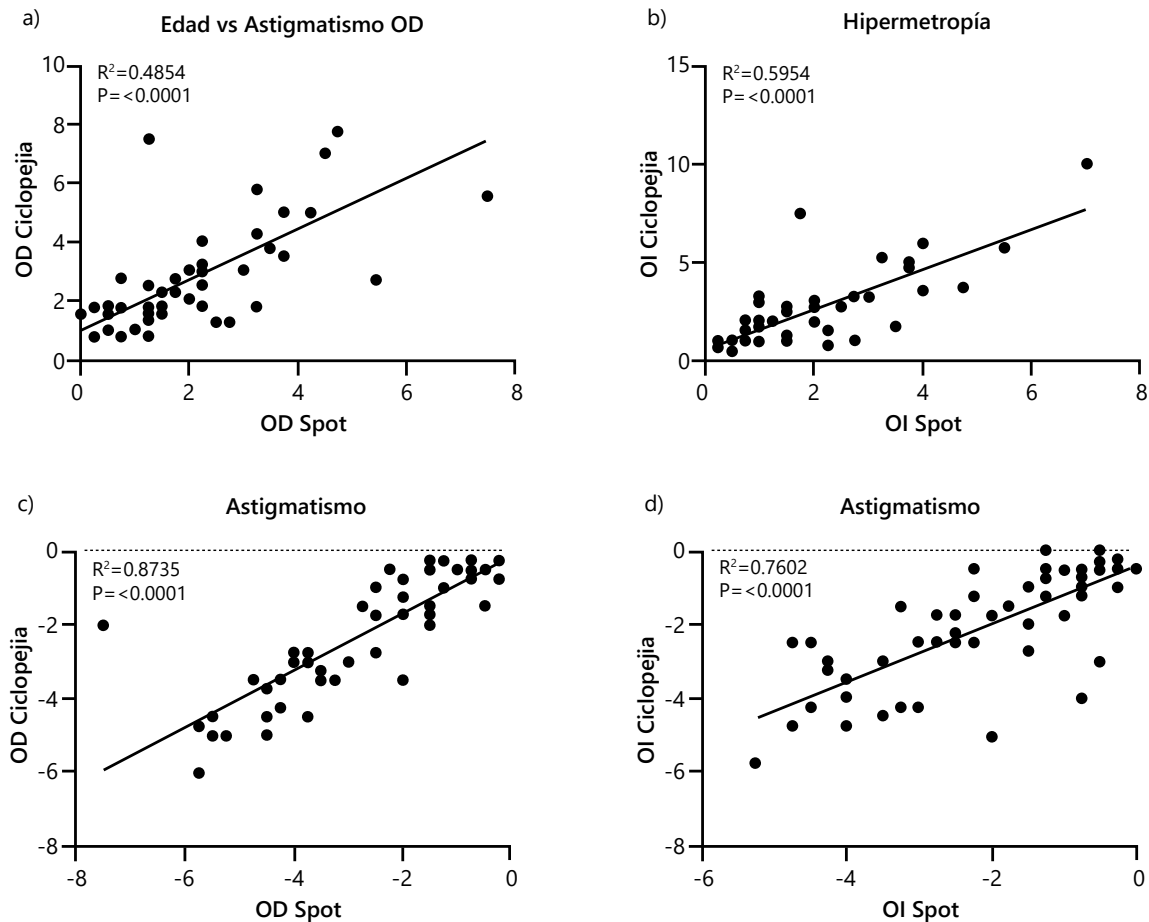 a)
Edad vs Astigmatismo OD
R²=0.4854
P=<0.0001
10
8
6
4
2
0
OD Ciclopejia
0 2 4 6 8
OD Spot
b)
Hipermetropía
R²=0.5954
P=<0.0001
15
10
5
0
OI Ciclopejia
0 2 4 6 8
OI Spot
c)
Astigmatismo
R²=0.8735
P=<0.0001
0
-2
-4
-6
-8
OD Ciclopejia
-8 -6 -4 -2 0
OD Spot
d)
Astigmatismo
R²=0.7602
P=<0.0001
0
-2
-4
-6
-8
OI Ciclopejia
-6 -4 -2 0
OI Spot